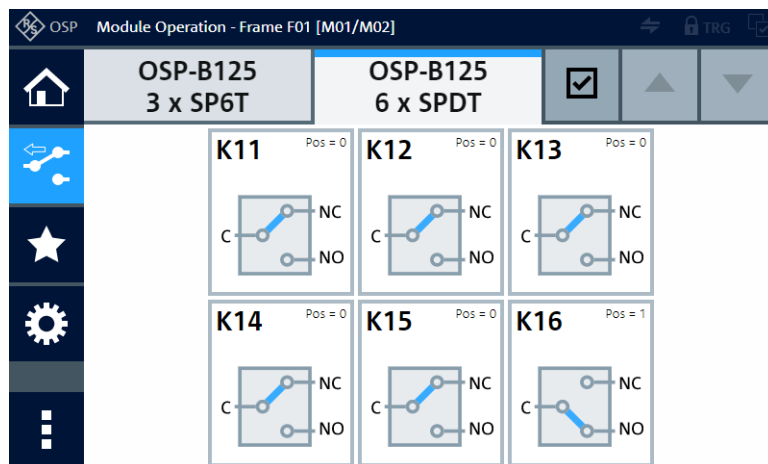 R&S OSP Module Operation - Frame F01 [M01/M02] TRG
OSP-B125 OSP-B125
3 x SP6T 6 x SPDT
K11 Pos = 0 K12 Pos = 0 K13 Pos = 0
NC NC NC
C C C
NO NO NO
K14 Pos = 0 K15 Pos = 0 K16 Pos = 1
NC NC NC
C C C
NO NO NO